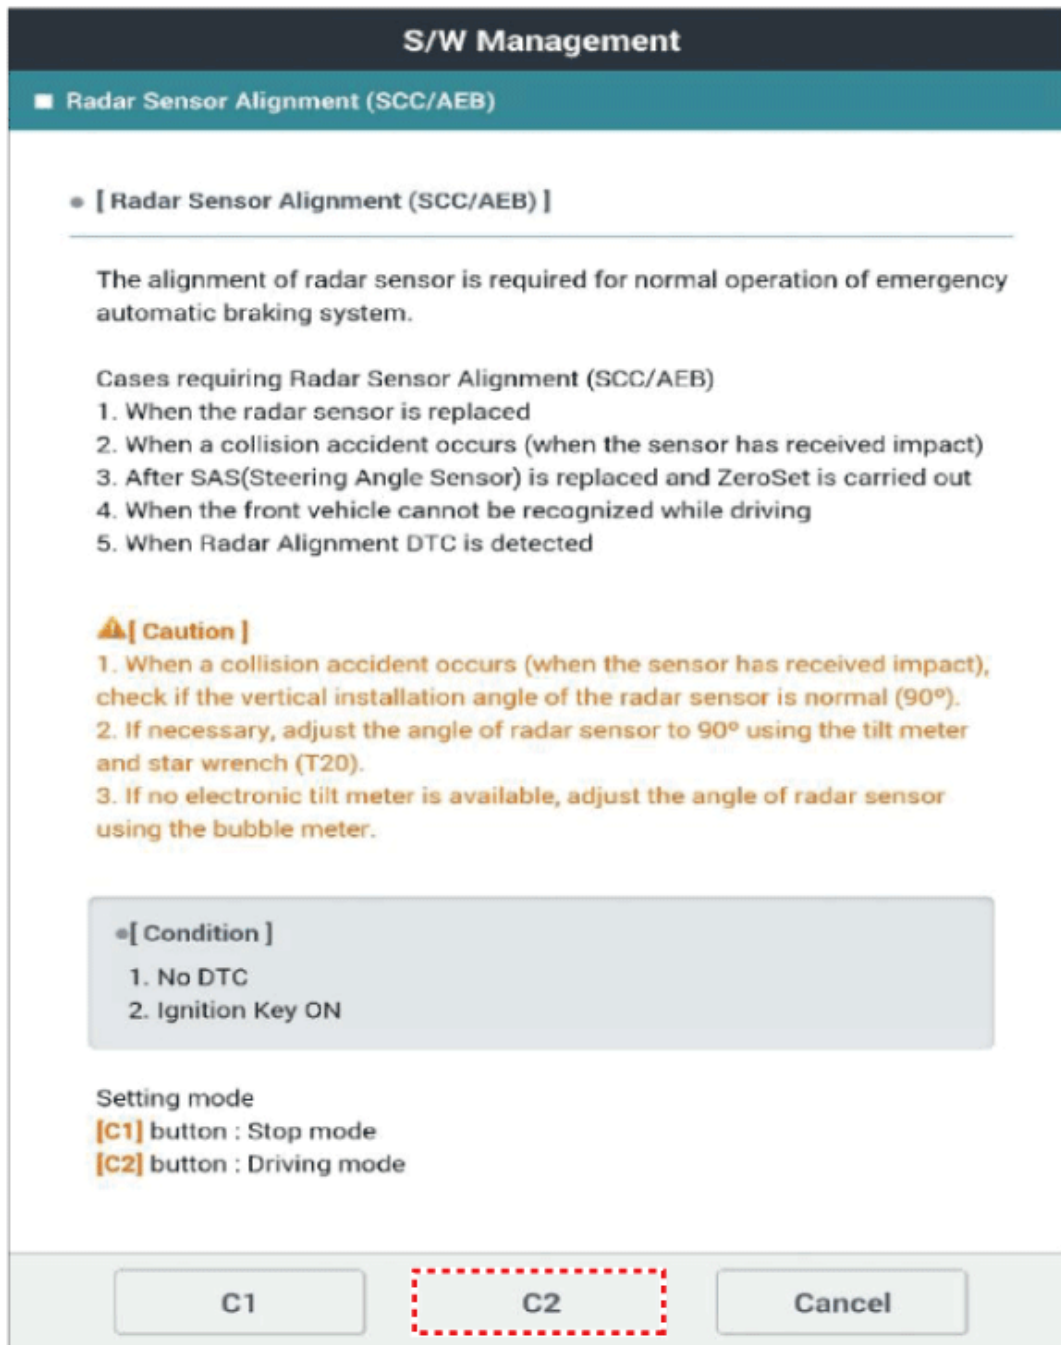 S/W Management
Radar Sensor Alignment (SCC/AEB)
[ Radar Sensor Alignment (SCC/AEB) ]
The alignment of radar sensor is required for normal operation of emergency
automatic braking system.
Cases requiring Radar Sensor Alignment (SCC/AEB)
1. When the radar sensor is replaced
2. When a collision accident occurs (when the sensor has received impact)
3. After SAS(Steering Angle Sensor) is replaced and ZeroSet is carried out
4. When the front vehicle cannot be recognized while driving
5. When Radar Alignment DTC is detected
[ Caution ]
1. When a collision accident occurs (when the sensor has received impact),
check if the vertical installation angle of the radar sensor is normal (90º).
2. If necessary, adjust the angle of radar sensor to 90º using the tilt meter
and star wrench (T20).
3. If no electronic tilt meter is available, adjust the angle of radar sensor
using the bubble meter.
[ Condition ]
1. No DTC
2. Ignition Key ON
Setting mode
[C1] button : Stop mode
[C2] button : Driving mode
C1
C2
Cancel